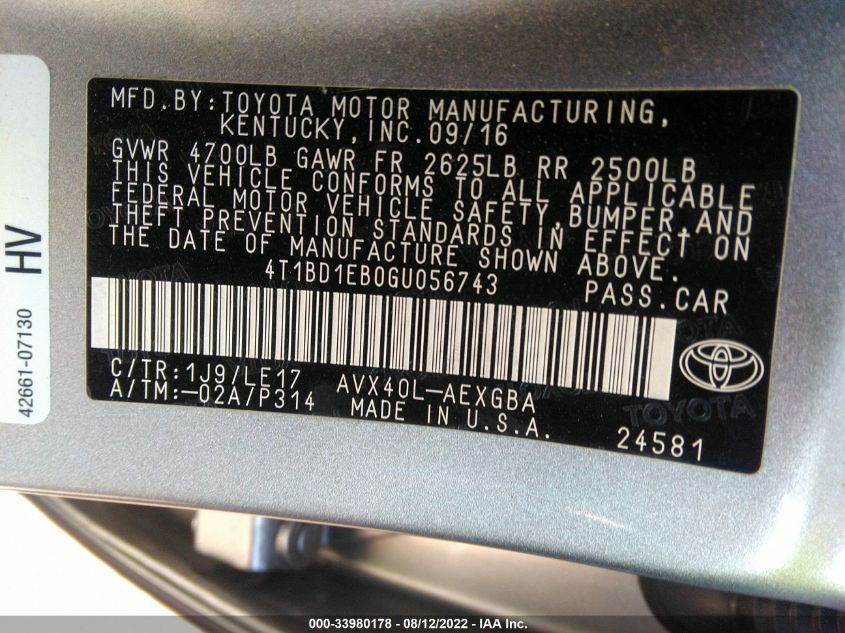 MFD.BY:TOYOTA MOTOR MANUFACTURING,
KENTUCKY,INC.09/16
GVWR 4700LB GAWR FR 2625LB RR 2500LB
THIS VEHICLE CONFORMS TO ALL APPLICABLE
FEDERAL MOTOR VEHICLE SAFETY,BUMPER,AND
THEFT PREVENTION STANDARDS IN EFFECT ON
THE DATE OF MANUFACTURE SHOWN ABOVE.
4T1BD1EB0GU056743 PASS.CAR
C/TR:1J9/LF17 AVX40L-AEXGBA
A/TM:-02A/P314 MADE IN U.S.A.
24581
TOYOTA
42661-07130 HV
000-33980178 - 08/12/2022 - IAA Inc.